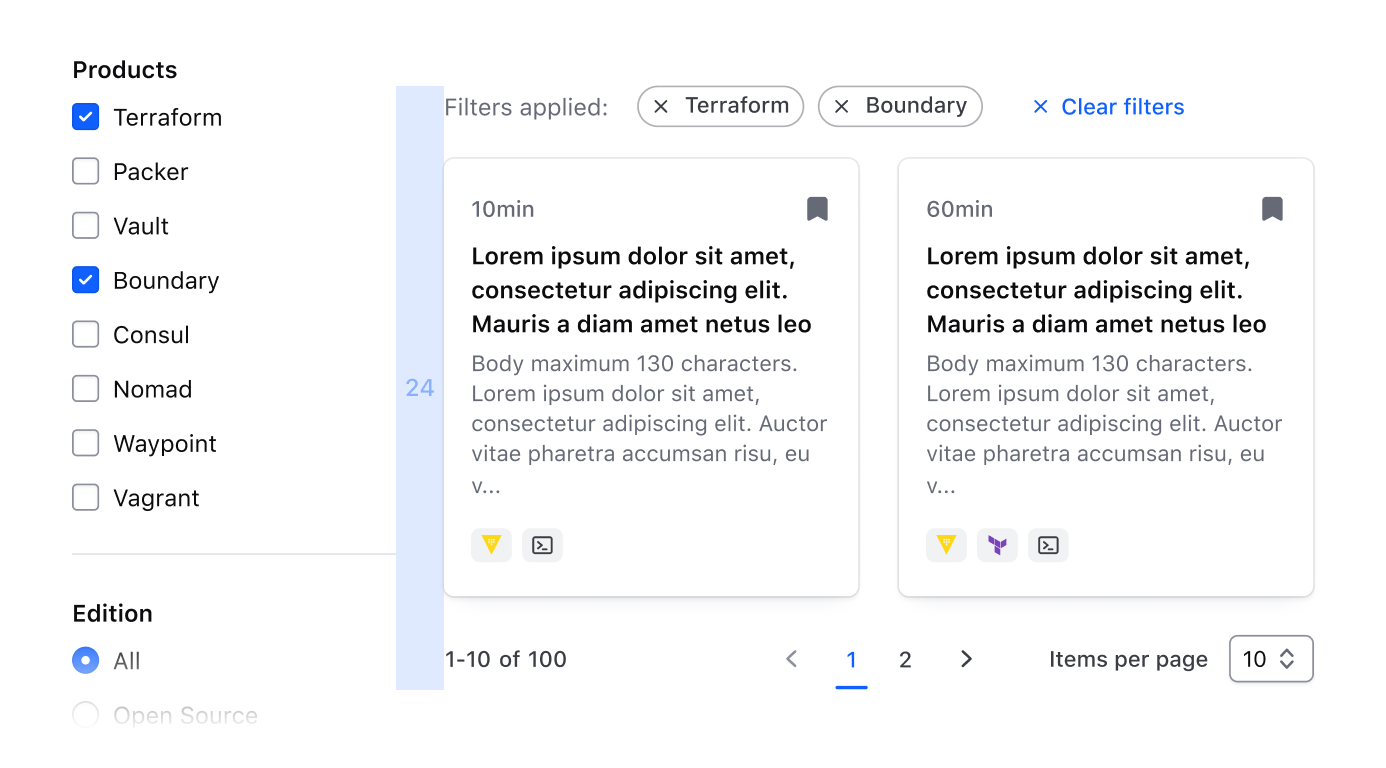 Products
Terraform
Packer
Vault
Boundary
Consul
Nomad
Waypoint
Vagrant
Edition
All
Open Source
24
Filters applied:
Terraform
Boundary
Clear filters
10min
Lorem ipsum dolor sit amet,
consectetur adipiscing elit.
Mauris a diam amet netus leo
Body maximum 130 characters.
Lorem ipsum dolor sit amet,
consectetur adipiscing elit. Auctor
vitae pharetra accumsan risu, eu
v...
60min
Lorem ipsum dolor sit amet,
consectetur adipiscing elit.
Mauris a diam amet netus leo
Body maximum 130 characters.
Lorem ipsum dolor sit amet,
consectetur adipiscing elit. Auctor
vitae pharetra accumsan risu, eu
v...
1-10 of 100
1
2
Items per page
10